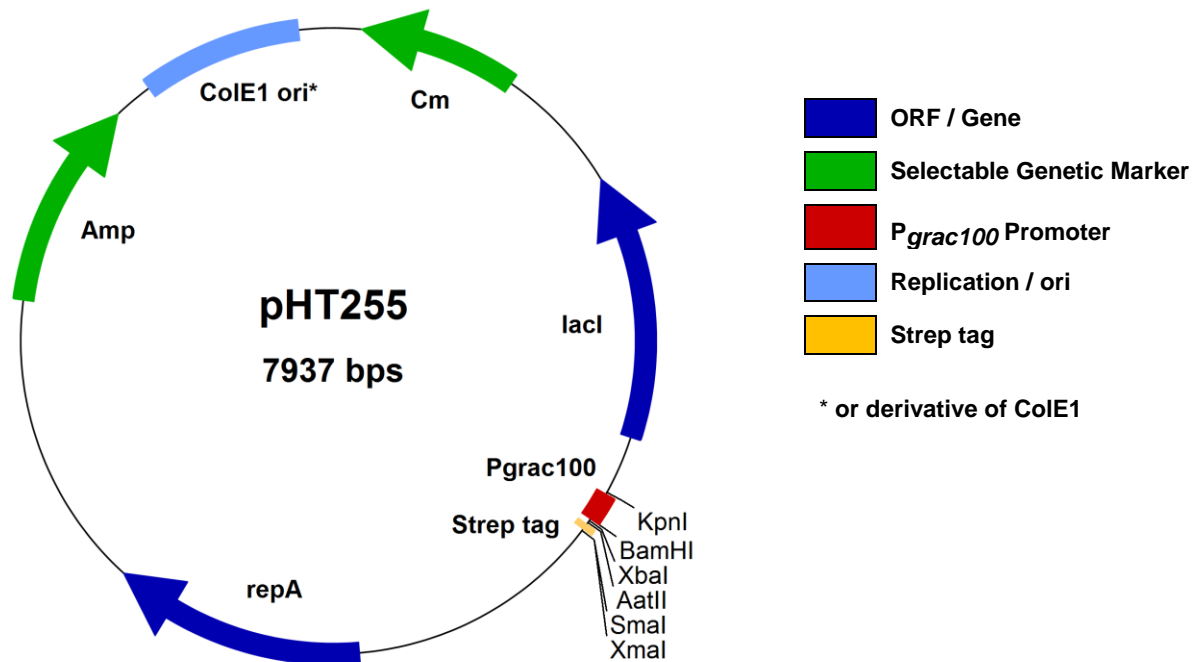 ColE1 ori*
Cm
Amp
pHT255
7937 bps
lacI
Pgrac100
Strep tag
KpnI
BamHI
XbaI
AatII
SmaI
XmaI
repA
ORF / Gene
Selectable Genetic Marker
Pgrac100 Promoter
Replication / ori
Strep tag
* or derivative of ColE1